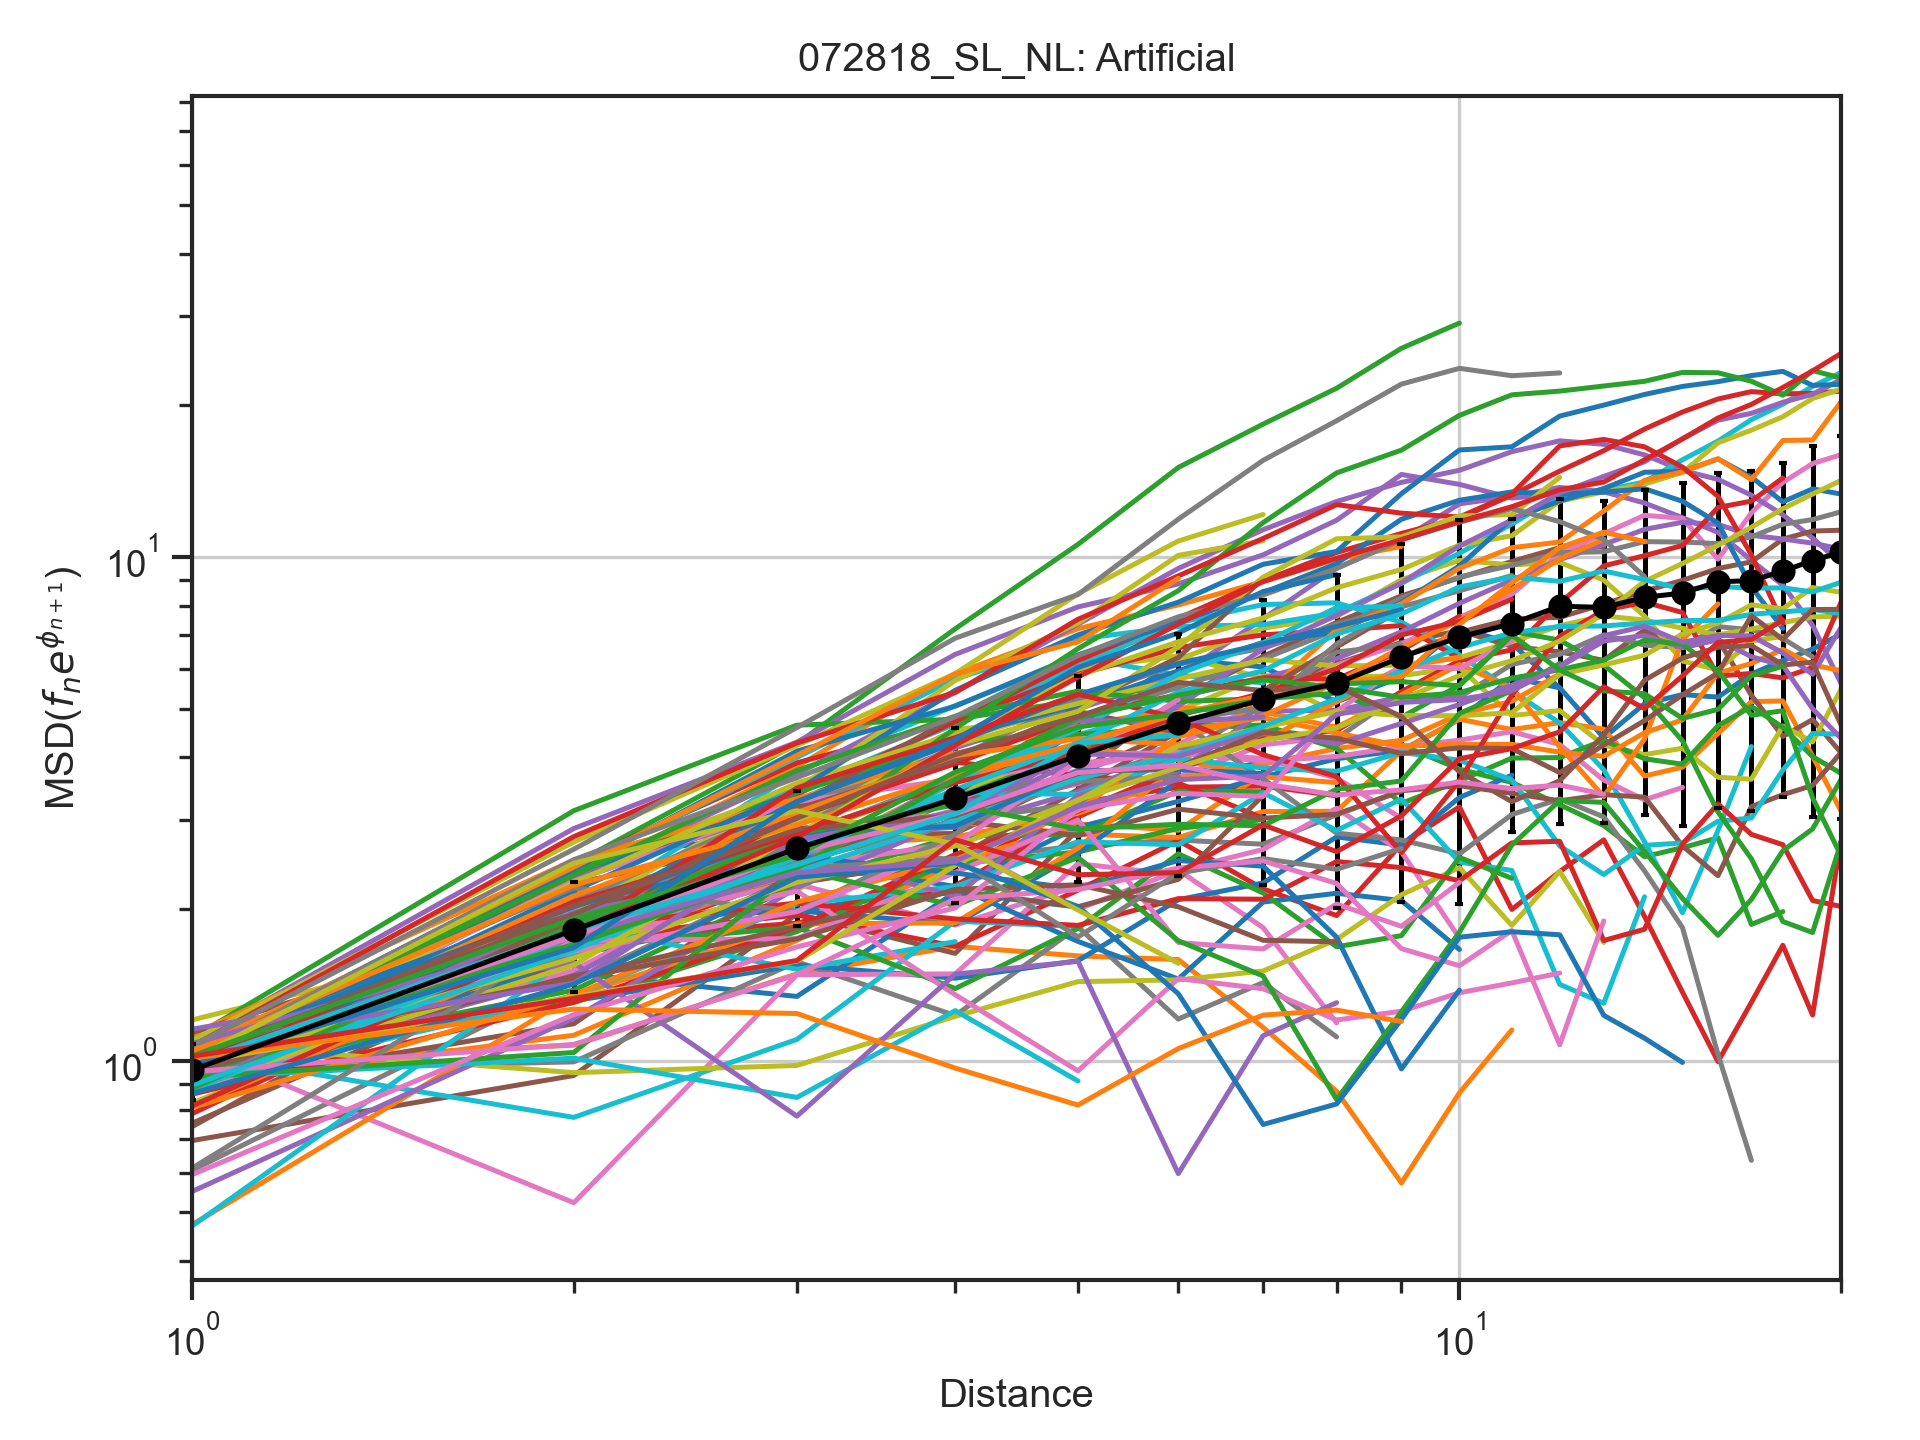 072818_SL_NL: Artificial
MSD(fₙe^ϕₙ₊₁)
10¹
10⁰
10⁰ 10¹
Distance